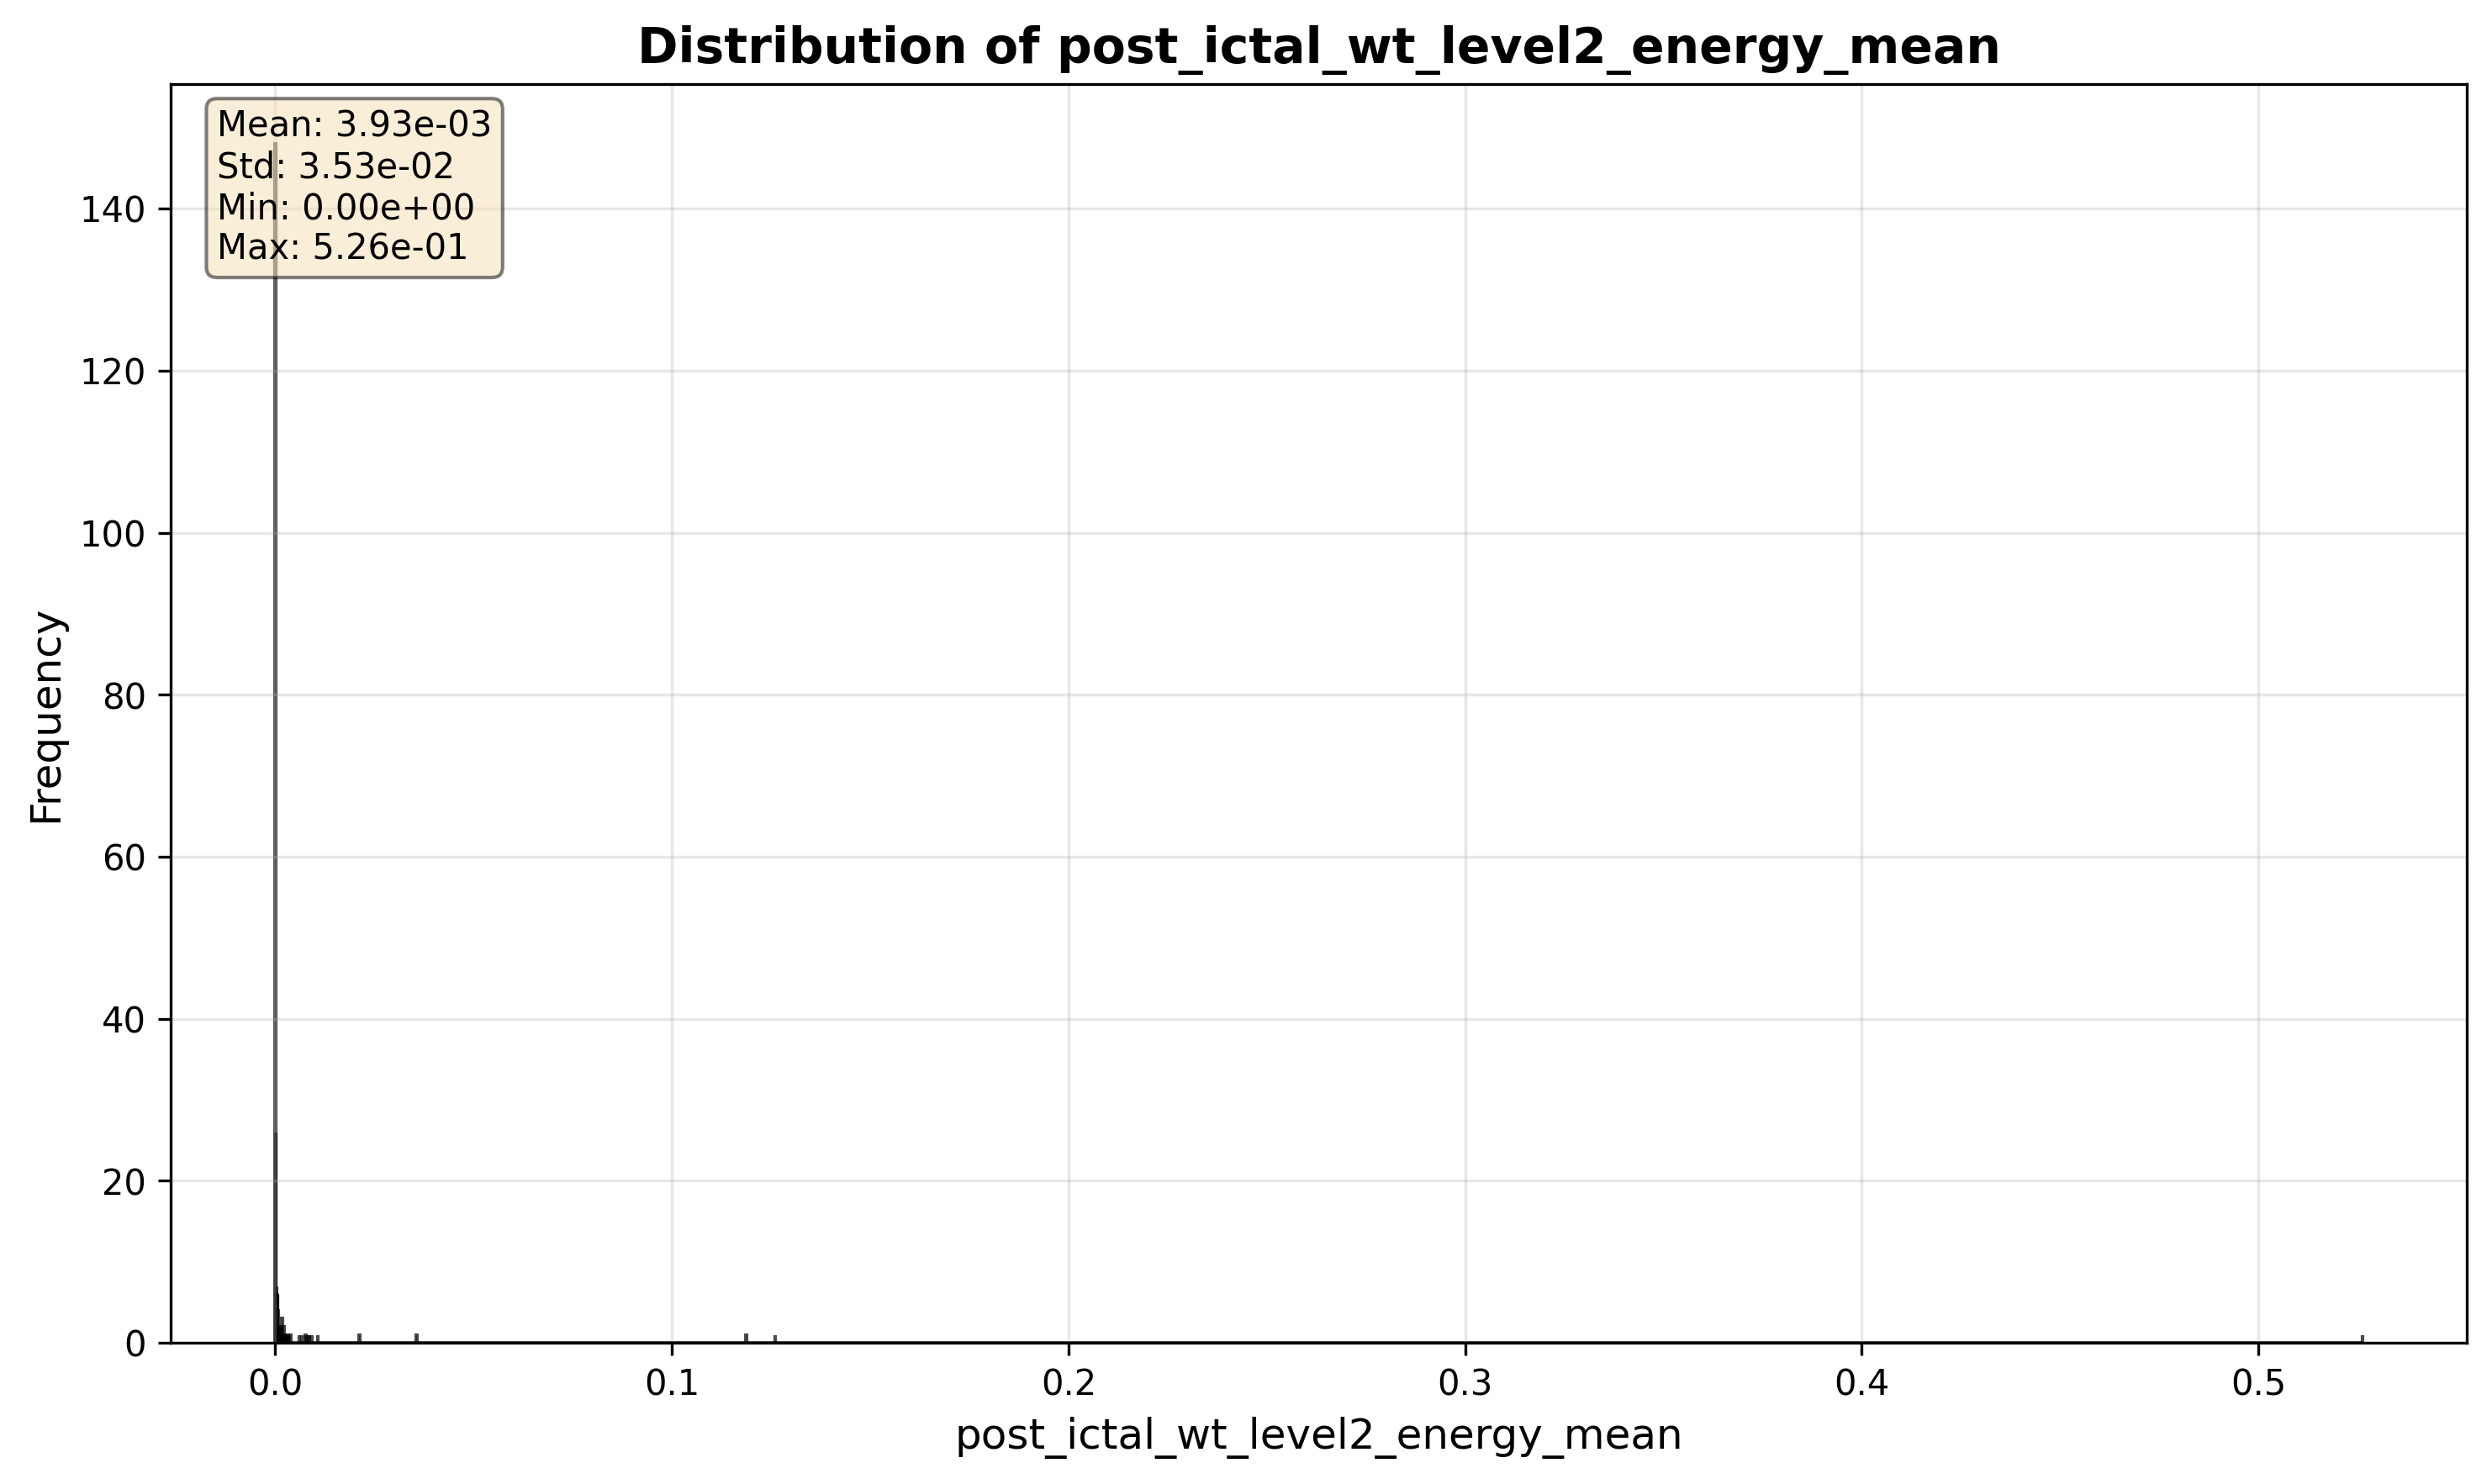 Distribution of post_ictal_wt_level2_energy_mean
Mean: 3.93e-03
Std: 3.53e-02
Min: 0.00e+00
Max: 5.26e-01
140
120
100
80
60
40
20
0
Frequency
0.0 0.1 0.2 0.3 0.4 0.5
post_ictal_wt_level2_energy_mean